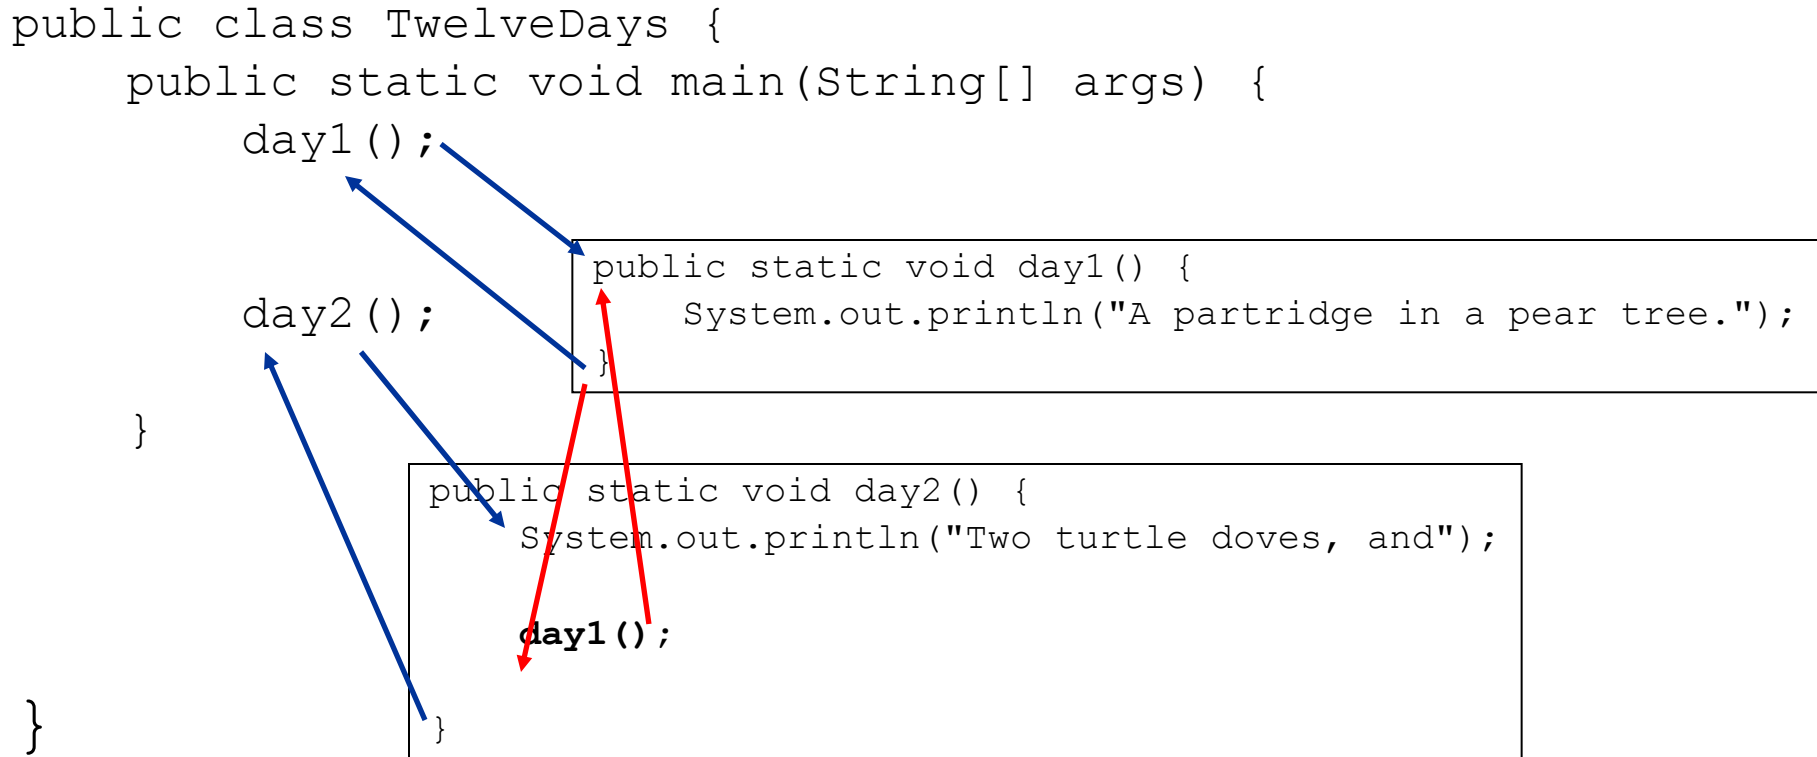 public class TwelveDays {
public static void main(String[] args) {
day1();
public static void day1() {
System.out.println("A partridge in a pear tree.");
}
day2();
}
public static void day2() {
System.out.println("Two turtle doves, and");
day1();
}
}